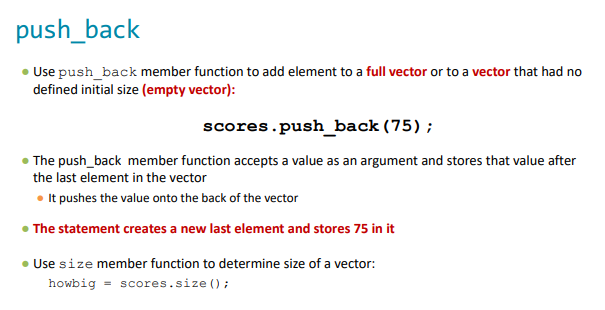 push_back
• Use push_back member function to add element to a full vector or to a vector that had no
defined initial size (empty vector):
scores.push_back(75);
• The push_back member function accepts a value as an argument and stores that value after
the last element in the vector
• It pushes the value onto the back of the vector
• The statement creates a new last element and stores 75 in it
• Use size member function to determine size of a vector:
howbig = scores.size();